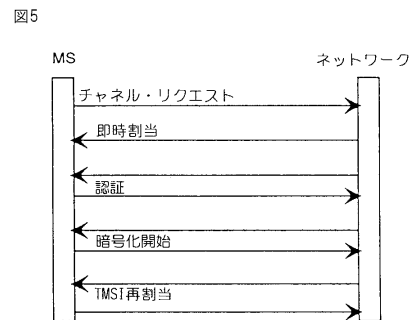 図5
MS
ネットワーク
チャネル・リクエスト
即時割当
認証
暗号化開始
TMSI再割当